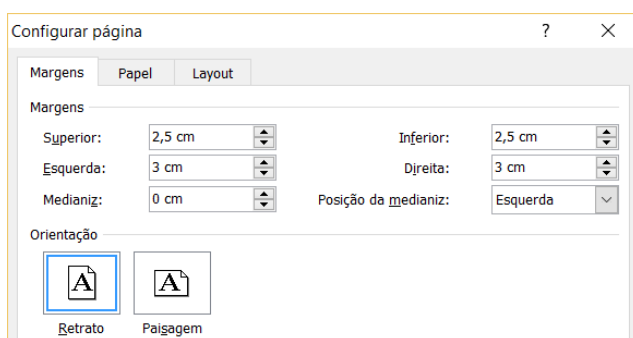 Configurar página ?
Margens Papel Layout
Margens
Superior: 2,5 cm Inferior: 2,5 cm
Esquerda: 3 cm Direita: 3 cm
Medianiz: 0 cm Posição da medianiz: Esquerda
Orientação
A A
Retrato Paisagem